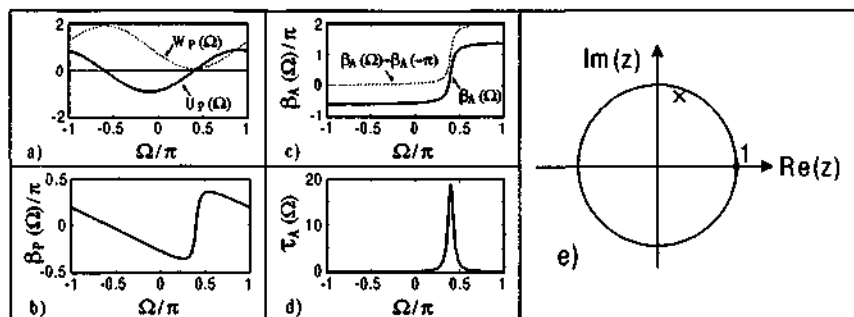 2
1
0
-2
-1 -0.5 0 0.5 1
W_P(Ω)
U_P(Ω)
a) Ω/π
β_A(Ω)/π
2
1
0
-1
-1 -0.5 0 0.5 1
β_A(Ω)-β_A(-π)
β_A(Ω)
c) Ω/π
β_P(Ω)/π
0.5
0
-0.5
-1 -0.5 0 0.5 1
b) Ω/π
τ_A(Ω)
20
10
0
-1 -0.5 0 0.5 1
d) Ω/π
Im(z)
x
1
Re(z)
e)